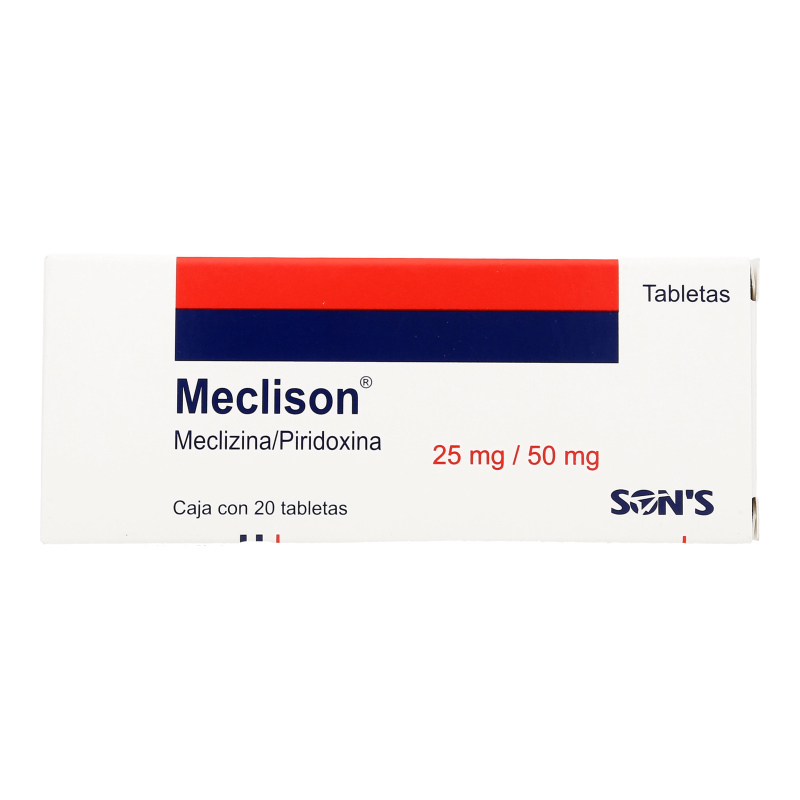 Tabletas
Meclison®
Meclizina/Piridoxina
25 mg / 50 mg
Caja con 20 tabletas
SON'S